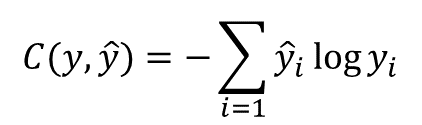 C(y, ŷ) = − ∑_{i=1} ŷ_i log y_i